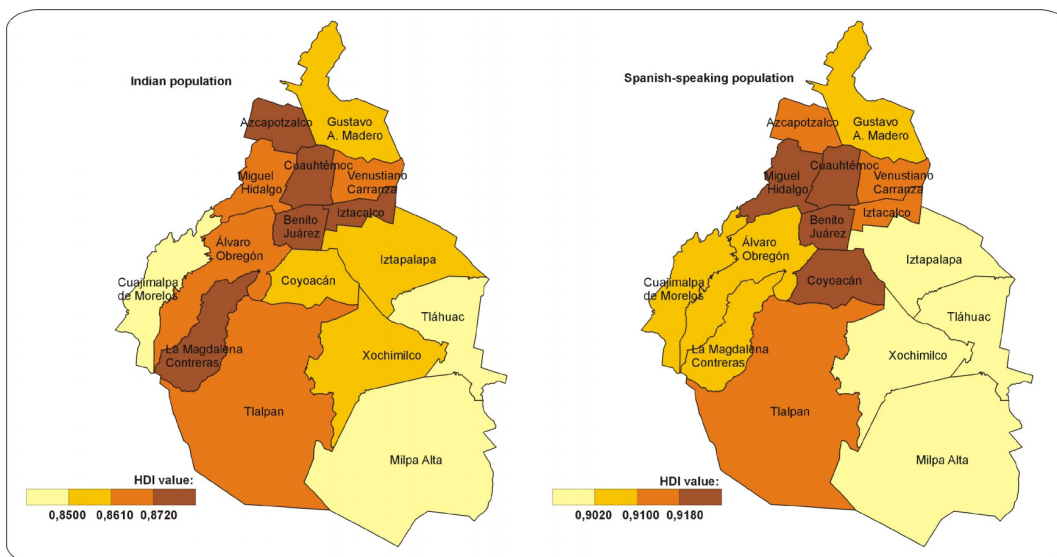 Indian population
Azcapotzalco
Gustavo
A. Madero
Cuauhtémoc
Miguel
Hidalgo
Venustiano
Carranza
Iztacalco
Benito
Juárez
Álvaro
Obregón
Iztapalapa
Cuajimalpa
de Morelos
Coyoacán
Tláhuac
La Magdalena
Contreras
Xochimilco
Tlalpan
Milpa Alta
HDI value:
0,8500 0,8610 0,8720
Spanish-speaking population
Azcapotzalco
Gustavo
A. Madero
Cuauhtémoc
Miguel
Hidalgo
Venustiano
Carranza
Iztacalco
Benito
Juárez
Álvaro
Obregón
Iztapalapa
Cuajimalpa
de Morelos
Coyoacán
Tláhuac
La Magdalena
Contreras
Xochimilco
Tlalpan
Milpa Alta
HDI value:
0,9020 0,9100 0,9180